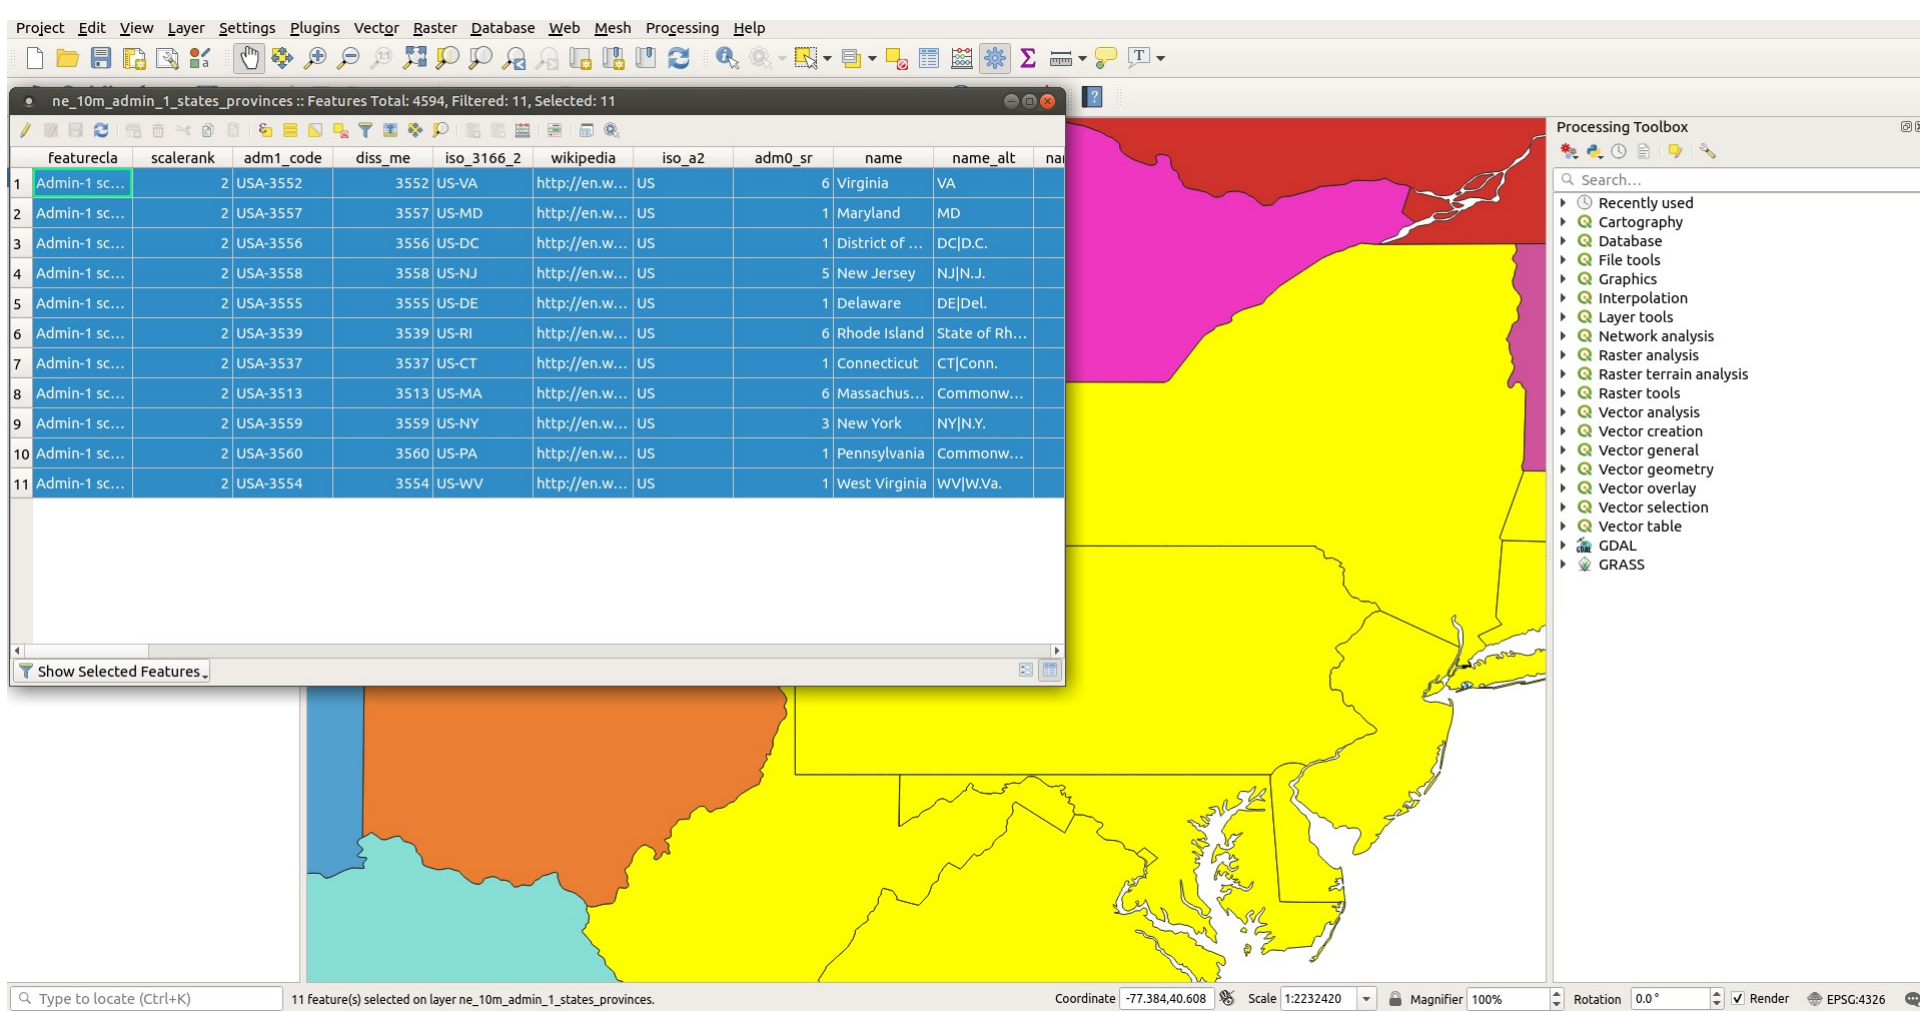 Project Edit View Layer Settings Plugins Vector Raster Database Web Mesh Processing Help
ne_10m_admin_1_states_provinces :: Features Total: 4594, Filtered: 11, Selected: 11
featurecla scalerank adm1_code diss_me iso_3166_2 wikipedia iso_a2 adm0_sr name name_alt nai
1 Admin-1 sc... 2 USA-3552 3552 US-VA http://en.w... US 6 Virginia VA
2 Admin-1 sc... 2 USA-3557 3557 US-MD http://en.w... US 1 Maryland MD
3 Admin-1 sc... 2 USA-3556 3556 US-DC http://en.w... US 1 District of ... DC|D.C.
4 Admin-1 sc... 2 USA-3558 3558 US-NJ http://en.w... US 5 New Jersey NJ|N.J.
5 Admin-1 sc... 2 USA-3555 3555 US-DE http://en.w... US 1 Delaware DE|Del.
6 Admin-1 sc... 2 USA-3539 3539 US-RI http://en.w... US 6 Rhode Island State of Rh...
7 Admin-1 sc... 2 USA-3537 3537 US-CT http://en.w... US 1 Connecticut CT|Conn.
8 Admin-1 sc... 2 USA-3513 3513 US-MA http://en.w... US 6 Massachus... Commonw...
9 Admin-1 sc... 2 USA-3559 3559 US-NY http://en.w... US 3 New York NY|N.Y.
10 Admin-1 sc... 2 USA-3560 3560 US-PA http://en.w... US 1 Pennsylvania Commonw...
11 Admin-1 sc... 2 USA-3554 3554 US-WV http://en.w... US 1 West Virginia WV|W.Va.
Show Selected Features
Processing Toolbox
Search...
Recently used
Cartography
Database
File tools
Graphics
Interpolation
Layer tools
Network analysis
Raster analysis
Raster terrain analysis
Raster tools
Vector analysis
Vector creation
Vector general
Vector geometry
Vector overlay
Vector selection
Vector table
GDAL
GRASS
Type to locate (Ctrl+K) 11 feature(s) selected on layer ne_10m_admin_1_states_provinces. Coordinate -77.384,40.608 Scale 1:2232420 Magnifier 100% Rotation 0.0 ° Render EPSG:4326